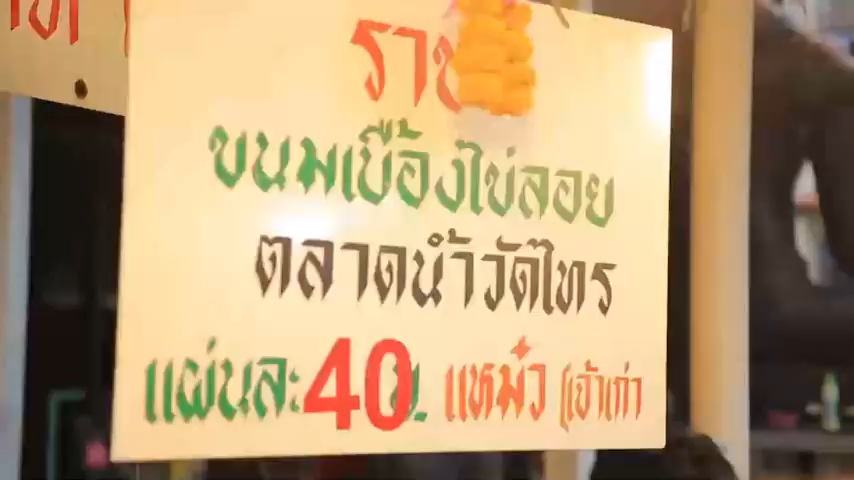 ราช
ขนมเบื้องไข่ลอย
ตลาดน้ำวัดไทร
แผ่นละ 40 บ. แหม๋ว (เจ้าเก่า